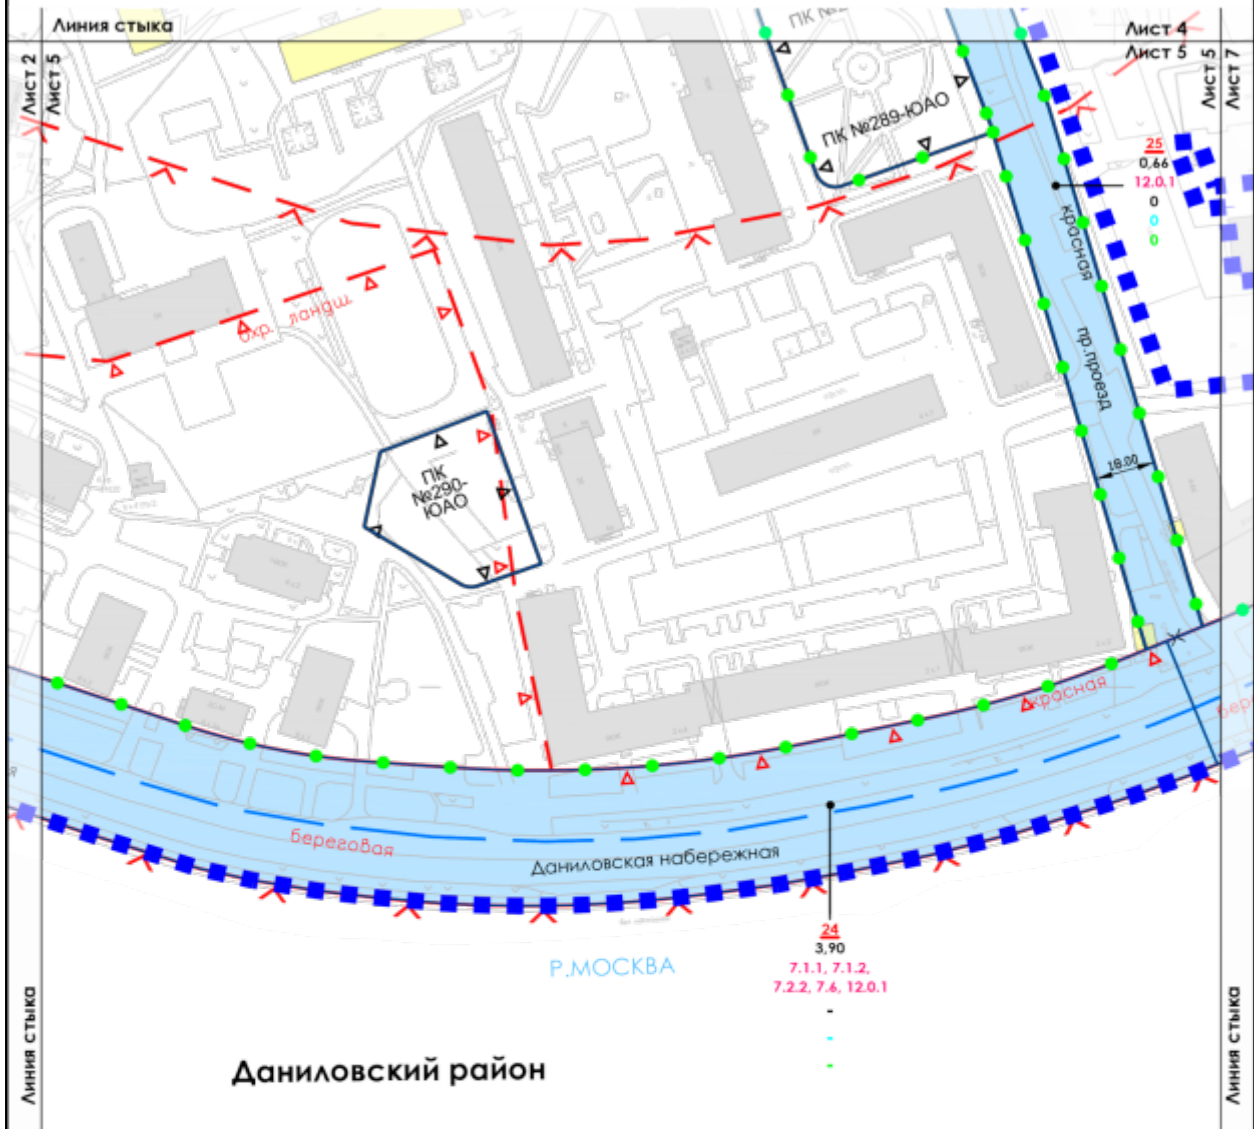 Линия стыка
ПК №2
Лист 4
Лист 5
Лист 2
Лист 5
Лист 5
Лист 7
ПК №289-ЮАО
25
0,66
12.0.1
0
0
0
красная
охр. ландш.
пр.проезд
18.00
ПК
№290-
ЮАО
красная
бере
береговая
Даниловская набережная
24
3,90
7.1.1, 7.1.2,
7.2.2, 7.6, 12.0.1
-
-
-
Р.МОСКВА
Линия стыка
Линия стыка
Даниловский район